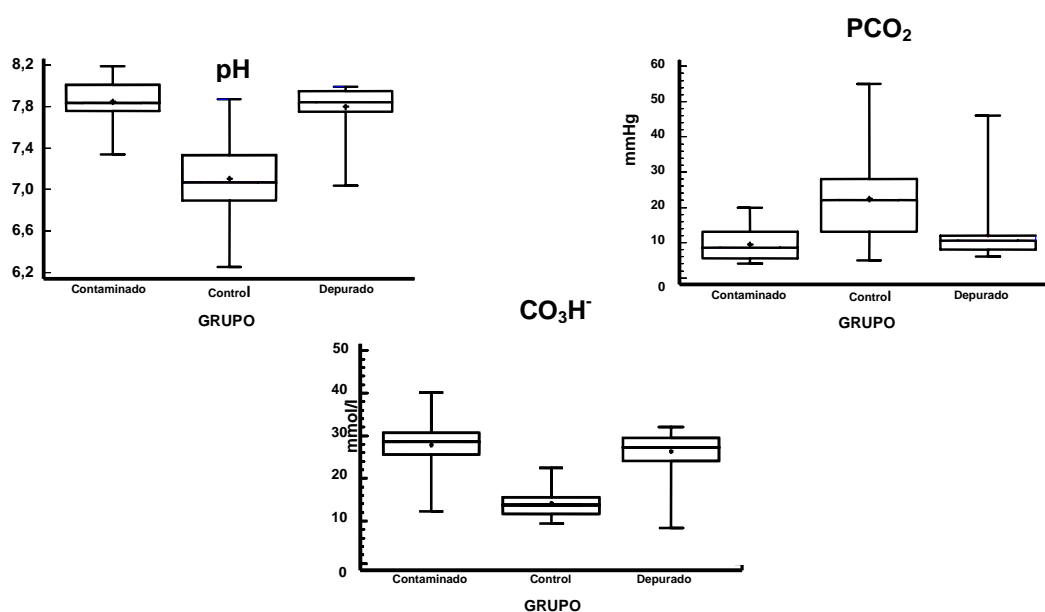 pH
8,2
7,8
7,4
7,0
6,6
6,2
Contaminado Control Depurado
GRUPO
PCO₂
mmHg
60
50
40
30
20
10
0
Contaminado Control Depurado
GRUPO
CO₃H⁻
mmol/l
50
40
30
20
10
0
Contaminado Control Depurado
GRUPO